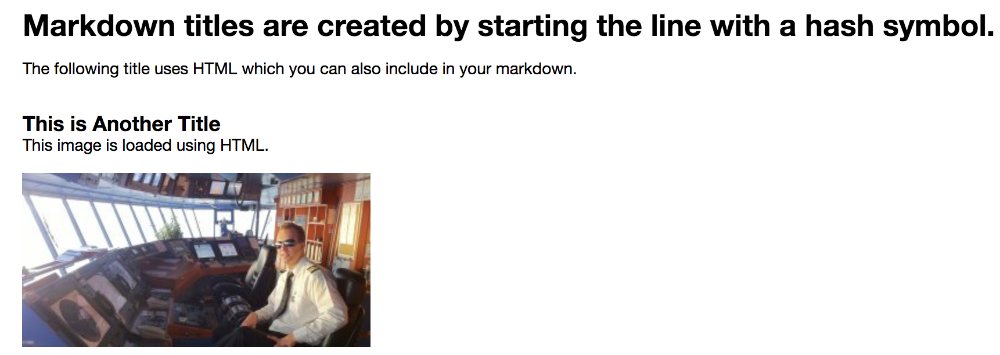 Markdown titles are created by starting the line with a hash symbol.
The following title uses HTML which you can also include in your markdown.
This is Another Title
This image is loaded using HTML.